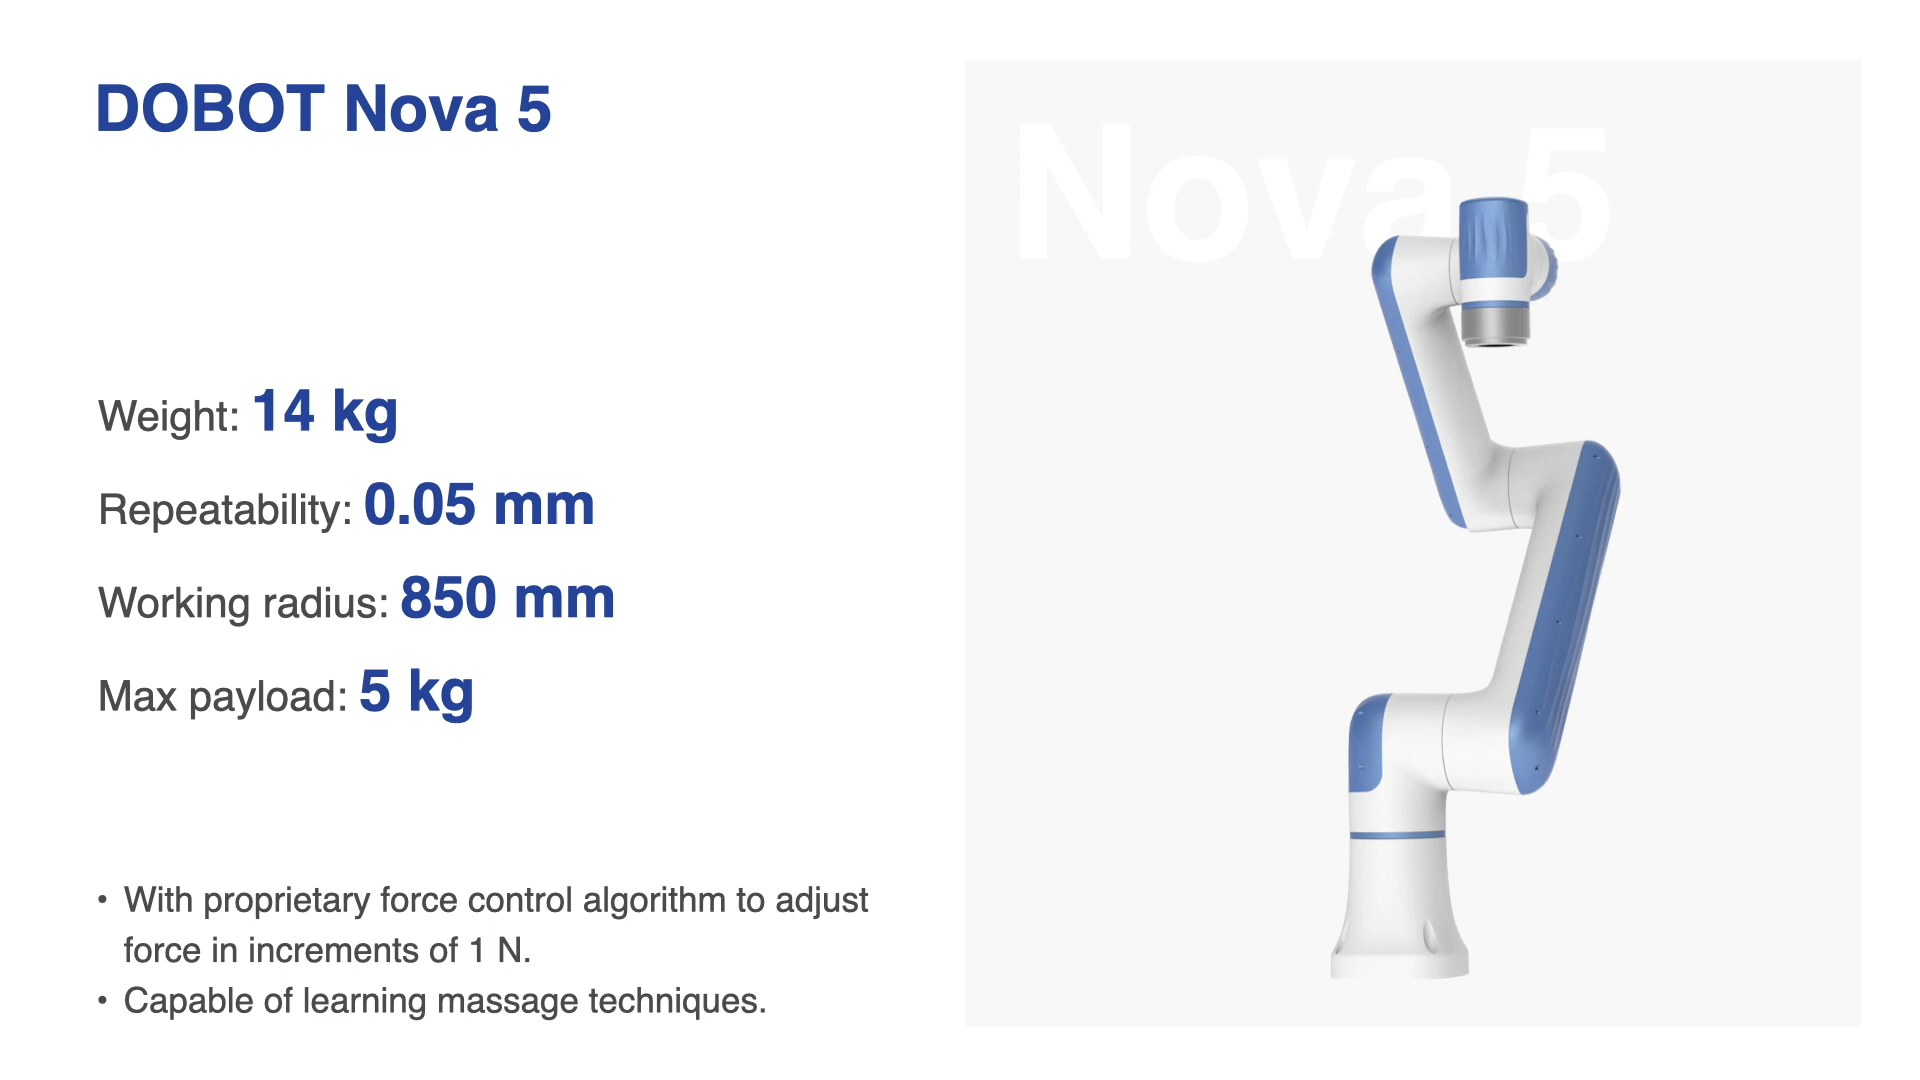 DOBOT Nova 5
Weight: 14 kg
Repeatability: 0.05 mm
Working radius: 850 mm
Max payload: 5 kg
• With proprietary force control algorithm to adjust
force in increments of 1 N.
• Capable of learning massage techniques.
Nova 5